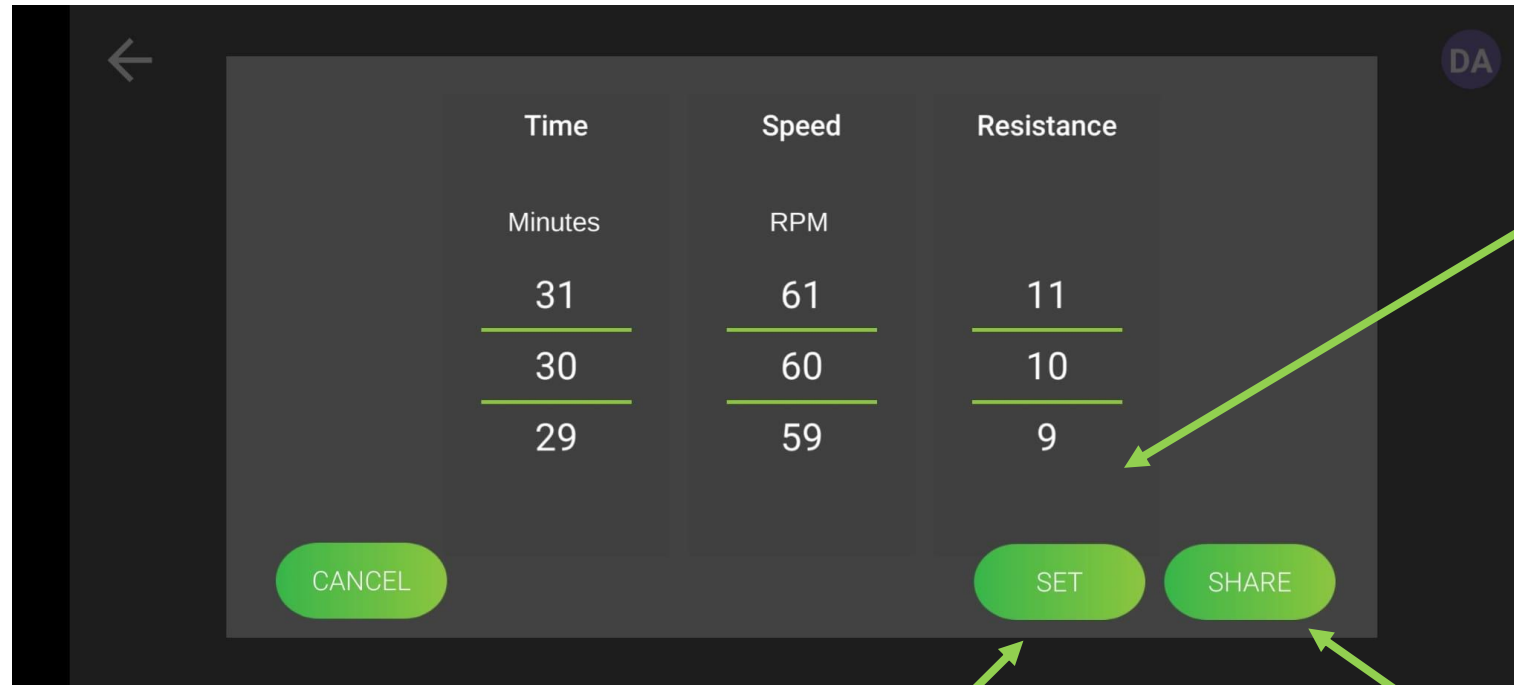 DA
Time Speed Resistance
Minutes RPM
31 61 11
30 60 10
29 59 9
CANCEL SET SHARE